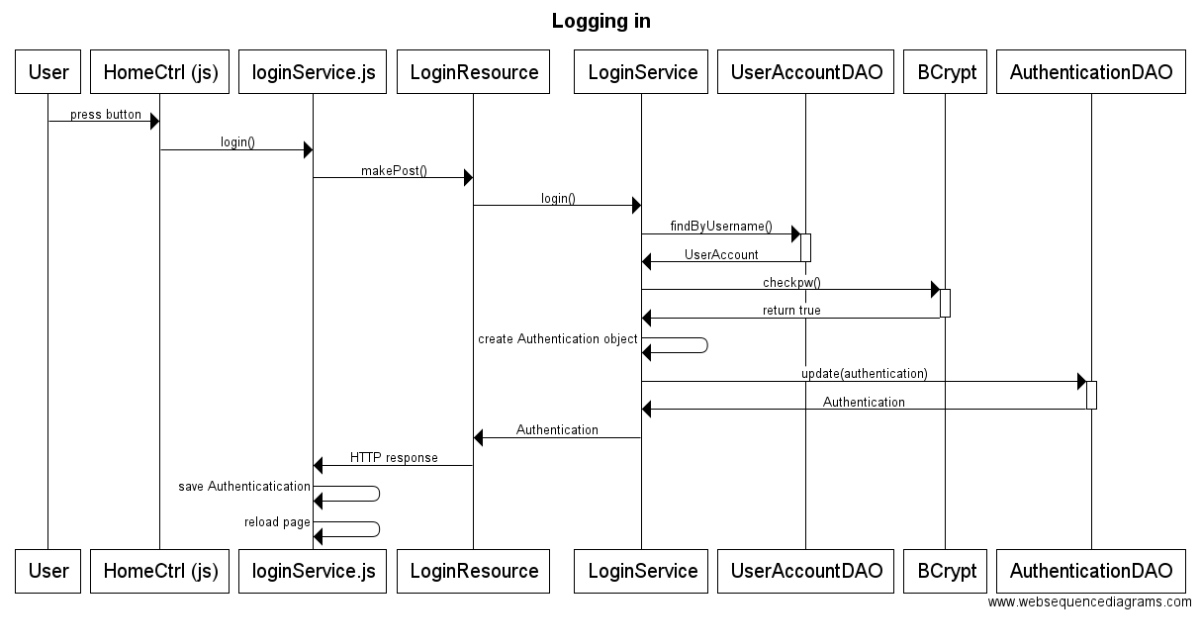 Logging in
User
HomeCtrl (js)
loginService.js
LoginResource
LoginService
UserAccountDAO
BCrypt
AuthenticationDAO
press button
login()
makePost()
login()
findByUsername()
UserAccount
checkpw()
return true
create Authentication object
update(authentication)
Authentication
Authentication
HTTP response
save Authenticatication
reload page
User
HomeCtrl (js)
loginService.js
LoginResource
LoginService
UserAccountDAO
BCrypt
AuthenticationDAO
www.websequencediagrams.com